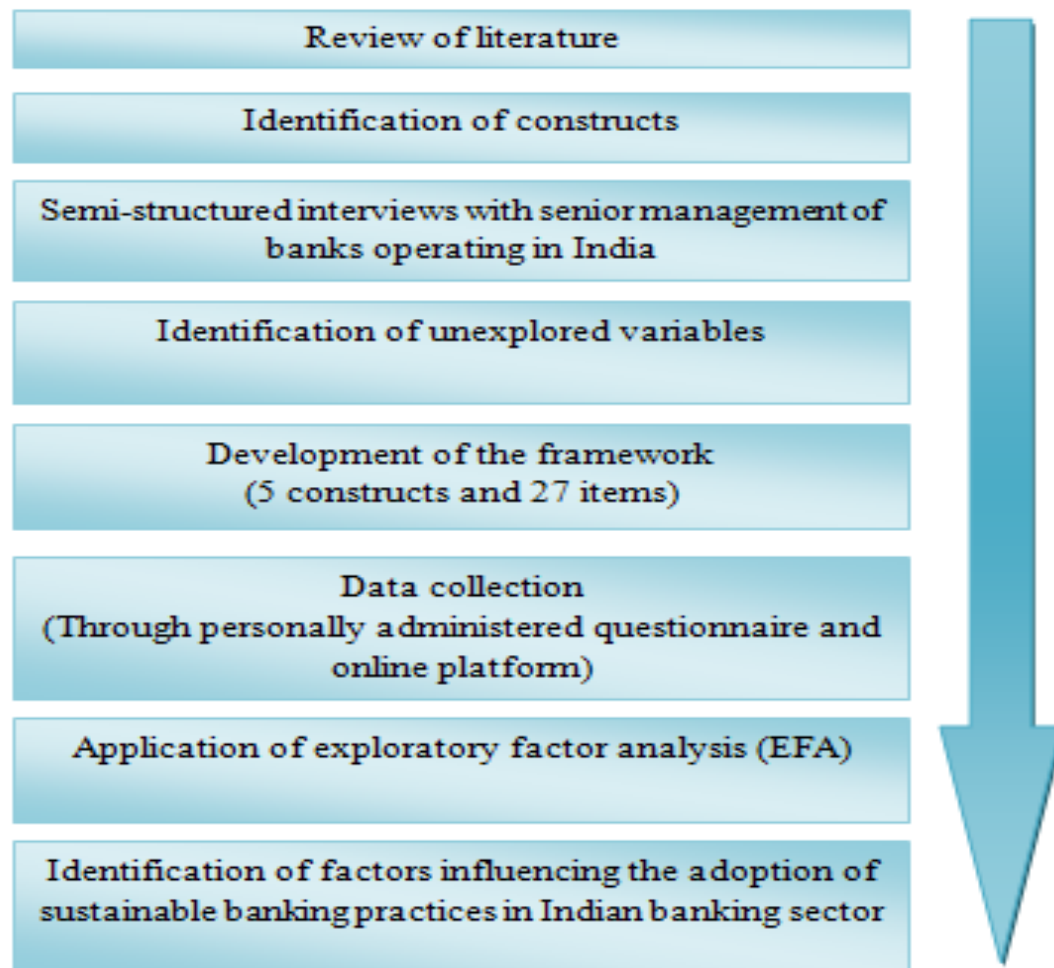 Review of literature
Identification of constructs
Semi-structured interviews with senior management of
banks operating in India
Identification of unexplored variables
Development of the framework
(5 constructs and 27 items)
Data collection
(Through personally administered questionnaire and
online platform)
Application of exploratory factor analysis (EFA)
Identification of factors influencing the adoption of
sustainable banking practices in Indian banking sector